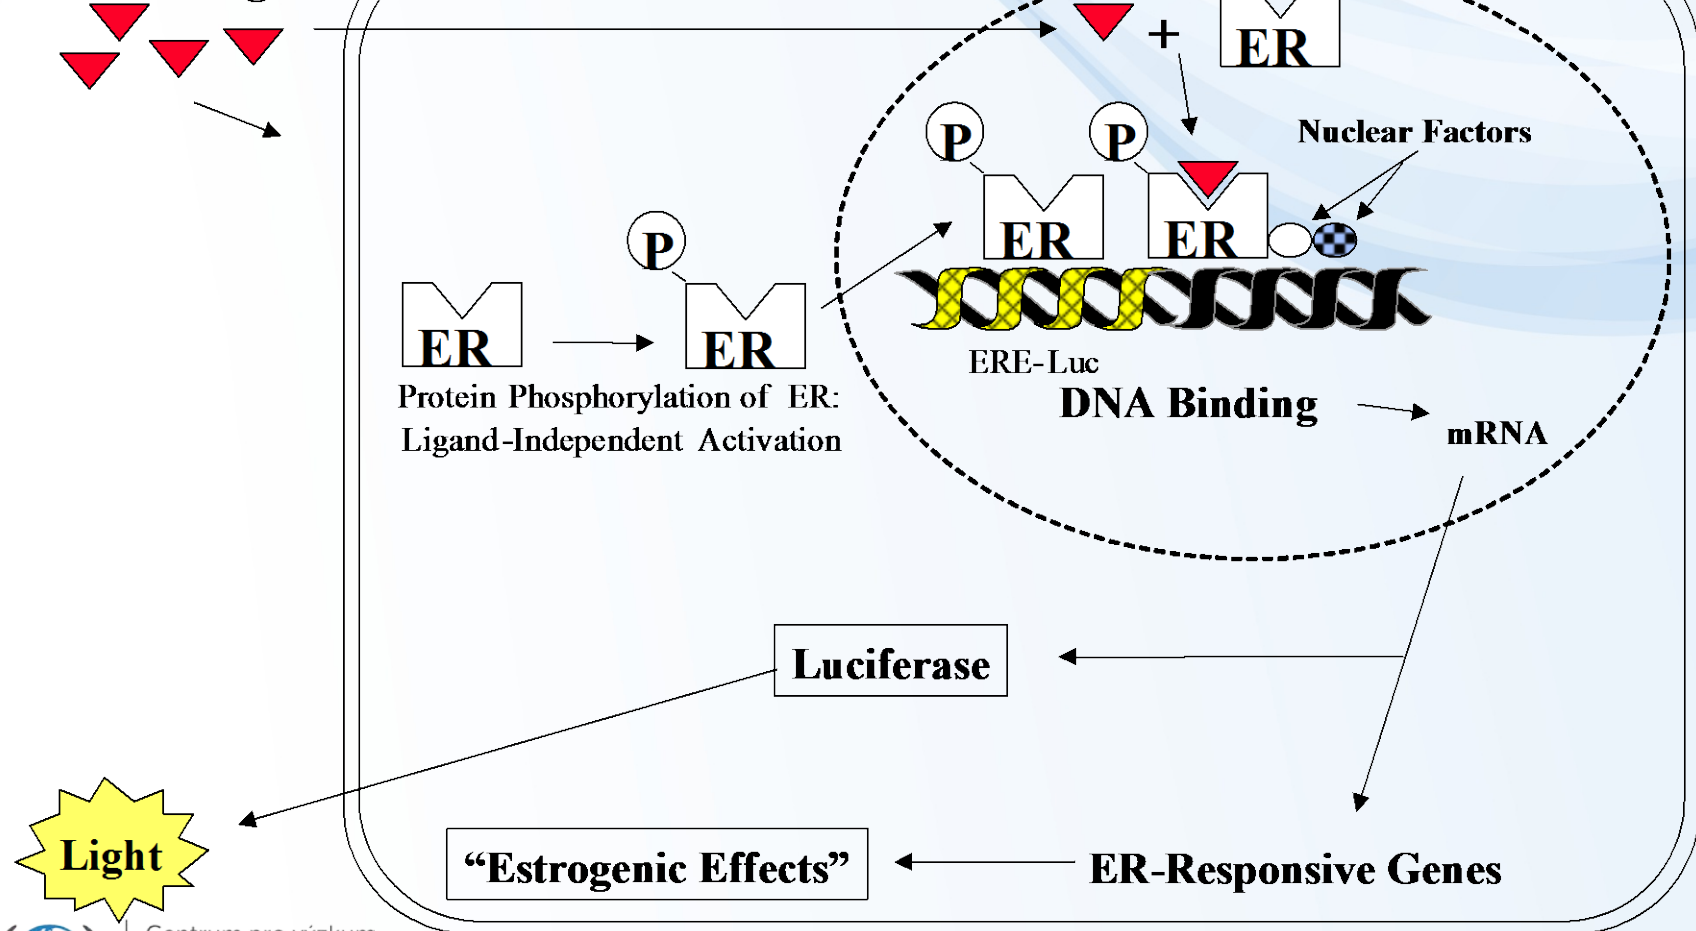 ER
P
P
Nuclear Factors
P
ER
ER
ER
ER
ERE-Luc
Protein Phosphorylation of ER:
DNA Binding
Ligand-Independent Activation
mRNA
+
Luciferase
Light
“Estrogenic Effects”
ER-Responsive Genes